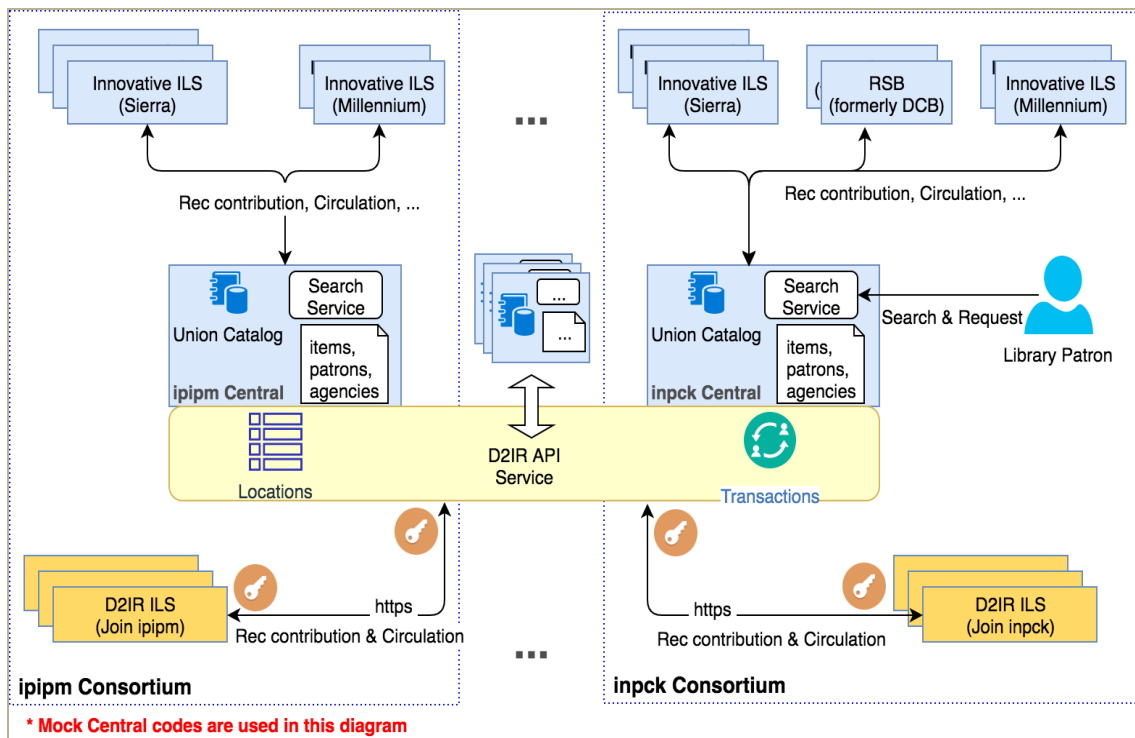 Innovative ILS
(Sierra)
Innovative ILS
(Millennium)
...
Innovative ILS
(Sierra)
RSB
(formerly DCB)
Innovative ILS
(Millennium)
Rec contribution, Circulation, ...
Rec contribution, Circulation, ...
Search
Service
Union Catalog
items,
patrons,
agencies
ipipm Central
...
...
Search
Service
Union Catalog
items,
patrons,
agencies
inpck Central
Search & Request
Library Patron
Locations
D2IR API
Service
Transactions
D2IR ILS
(Join ipipm)
https
Rec contribution & Circulation
https
Rec contribution & Circulation
D2IR ILS
(Join inpck)
...
ipipm Consortium
inpck Consortium
* Mock Central codes are used in this diagram